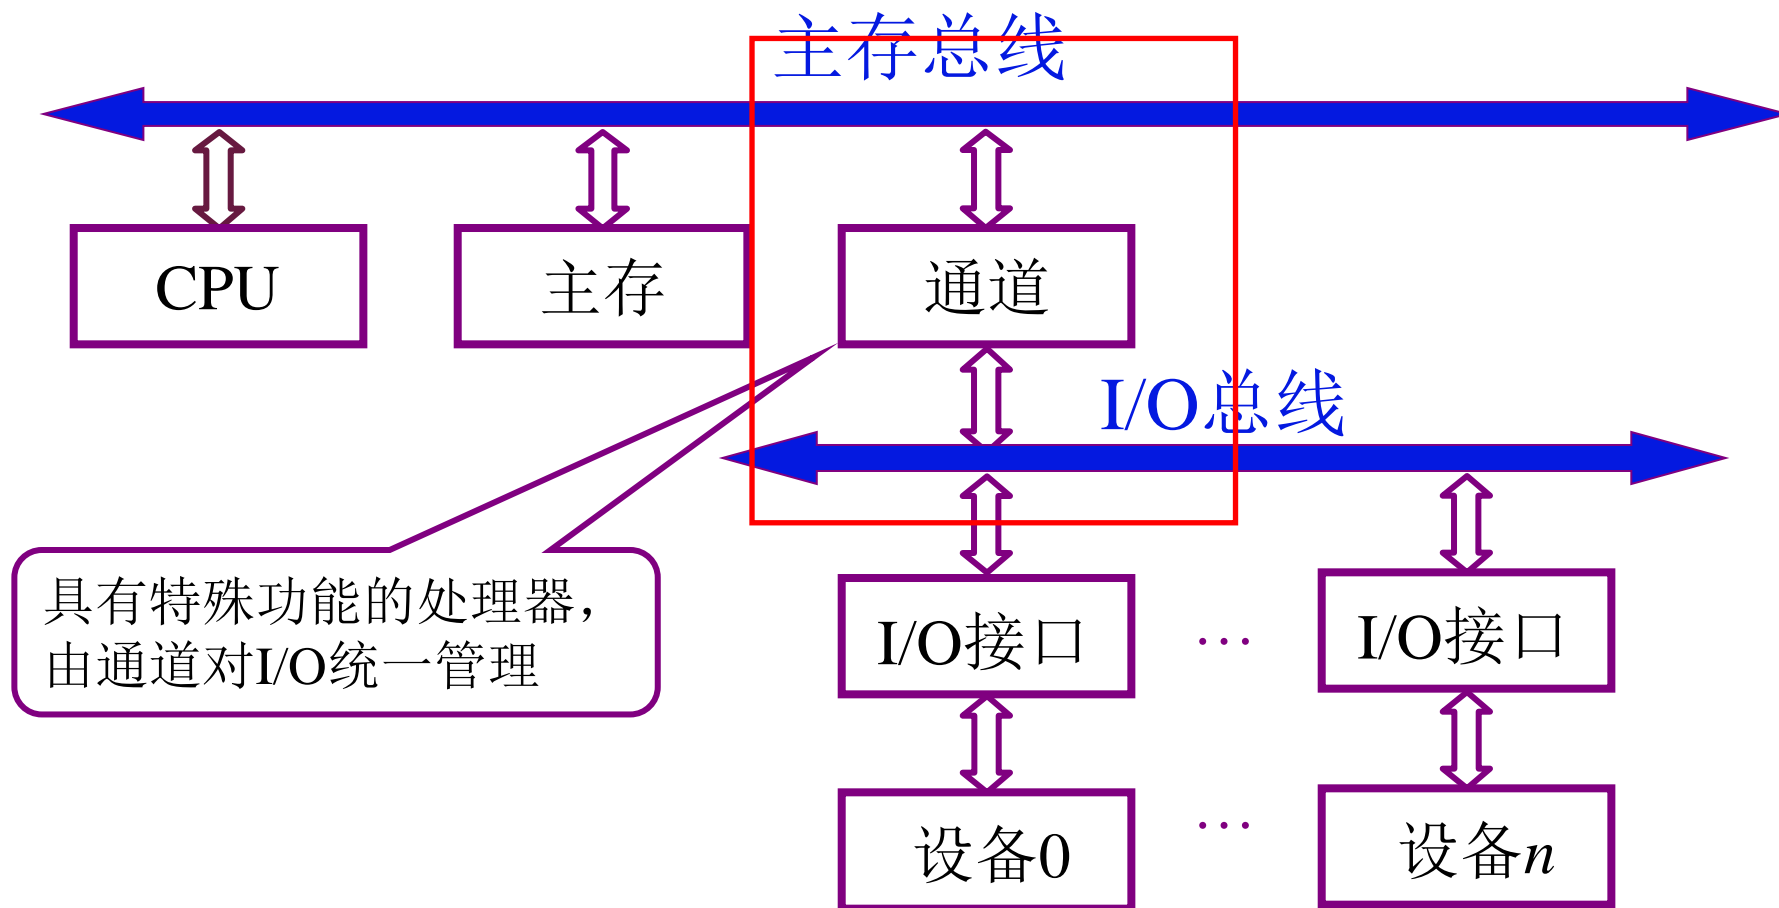 主存总线
CPU
主存
通道
I/O总线
具有特殊功能的处理器，
由通道对I/O统一管理
I/O接口
…
I/O接口
设备0
…
设备n